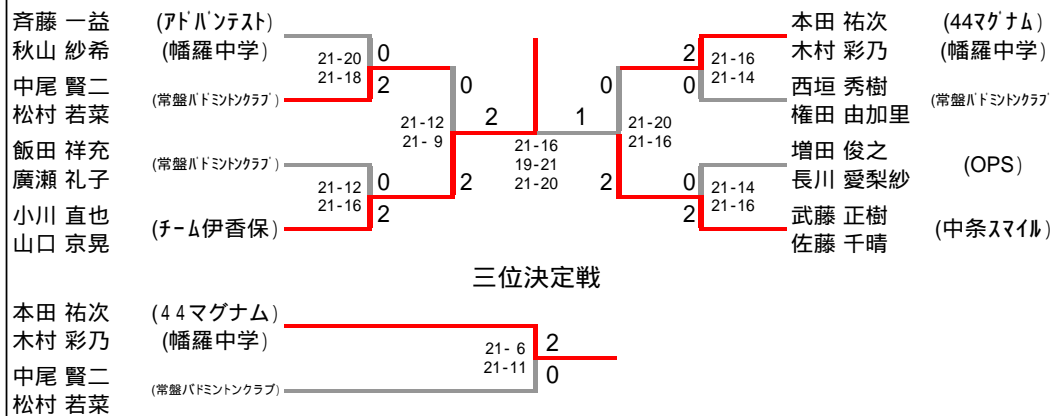 斉藤 一益 (アドバンテスト)
秋山 紗希 (幡羅中学)
21-20 0
21-18 2
中尾 賢二
松村 若菜 (常盤バドミントンクラブ)
0
21-12
21- 9
2
飯田 祥充
廣瀬 礼子 (常盤バドミントンクラブ)
21-12 0
21-16 2
小川 直也
山口 京晃 (チーム伊香保)
2 1
21-16
19-21
21-20
本田 祐次 (44マグナム)
木村 彩乃 (幡羅中学)
2 21-16
0 21-14
西垣 秀樹
権田 由加里 (常盤バドミントンクラブ
0
21-20
21-16
2
増田 俊之
長川 愛梨紗 (OPS)
0 21-14
2 21-16
武藤 正樹
佐藤 千晴 (中条スマイル)
三位決定戦
本田 祐次 (44マグナム)
木村 彩乃 (幡羅中学)
21- 6 2
21-11 0
中尾 賢二
松村 若菜 (常盤バドミントンクラブ)